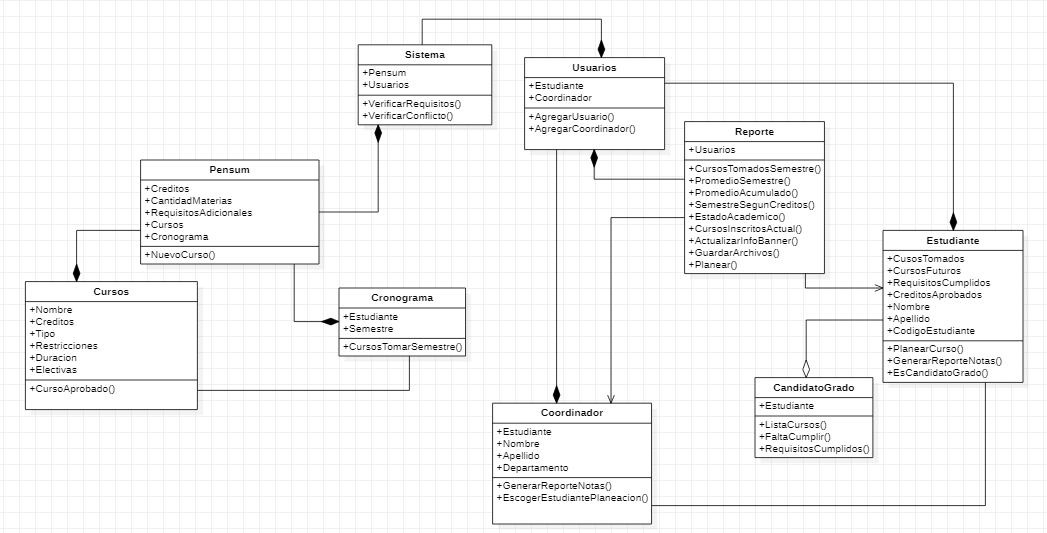 Sistema
+Pensum
+Usuarios
+VerificarRequisitos()
+VerificarConflicto()
Usuarios
+Estudiante
+Coordinador
+AgregarUsuario()
+AgregarCoordinador()
Reporte
+Usuarios
+CursosTomadosSemestre()
+PromedioSemestre()
+PromedioAcumulado()
+SemestreSegunCreditos()
+EstadoAcademico()
+CursosInscritosActual()
+ActualizarInfoBanner()
+GuardarArchivos()
+Planear()
Pensum
+Creditos
+CantidadMaterias
+RequisitosAdicionales
+Cursos
+Cronograma
+NuevoCurso()
Estudiante
+CusosTomados
+CursosFuturos
+RequisitosCumplidos
+CreditosAprobados
+Nombre
+Apellido
+CodigoEstudiante
+PlanearCurso()
+GenerarReporteNotas()
+EsCandidatoGrado()
Cursos
+Nombre
+Creditos
+Tipo
+Restricciones
+Duracion
+Electivas
+CursoAprobado()
Cronograma
+Estudiante
+Semestre
+CursosTomarSemestre()
CandidatoGrado
+Estudiante
+ListaCursos()
+FaltaCumplir()
+RequisitosCumplidos()
Coordinador
+Estudiante
+Nombre
+Apellido
+Departamento
+GenerarReporteNotas()
+EscogerEstudiantePlaneacion()